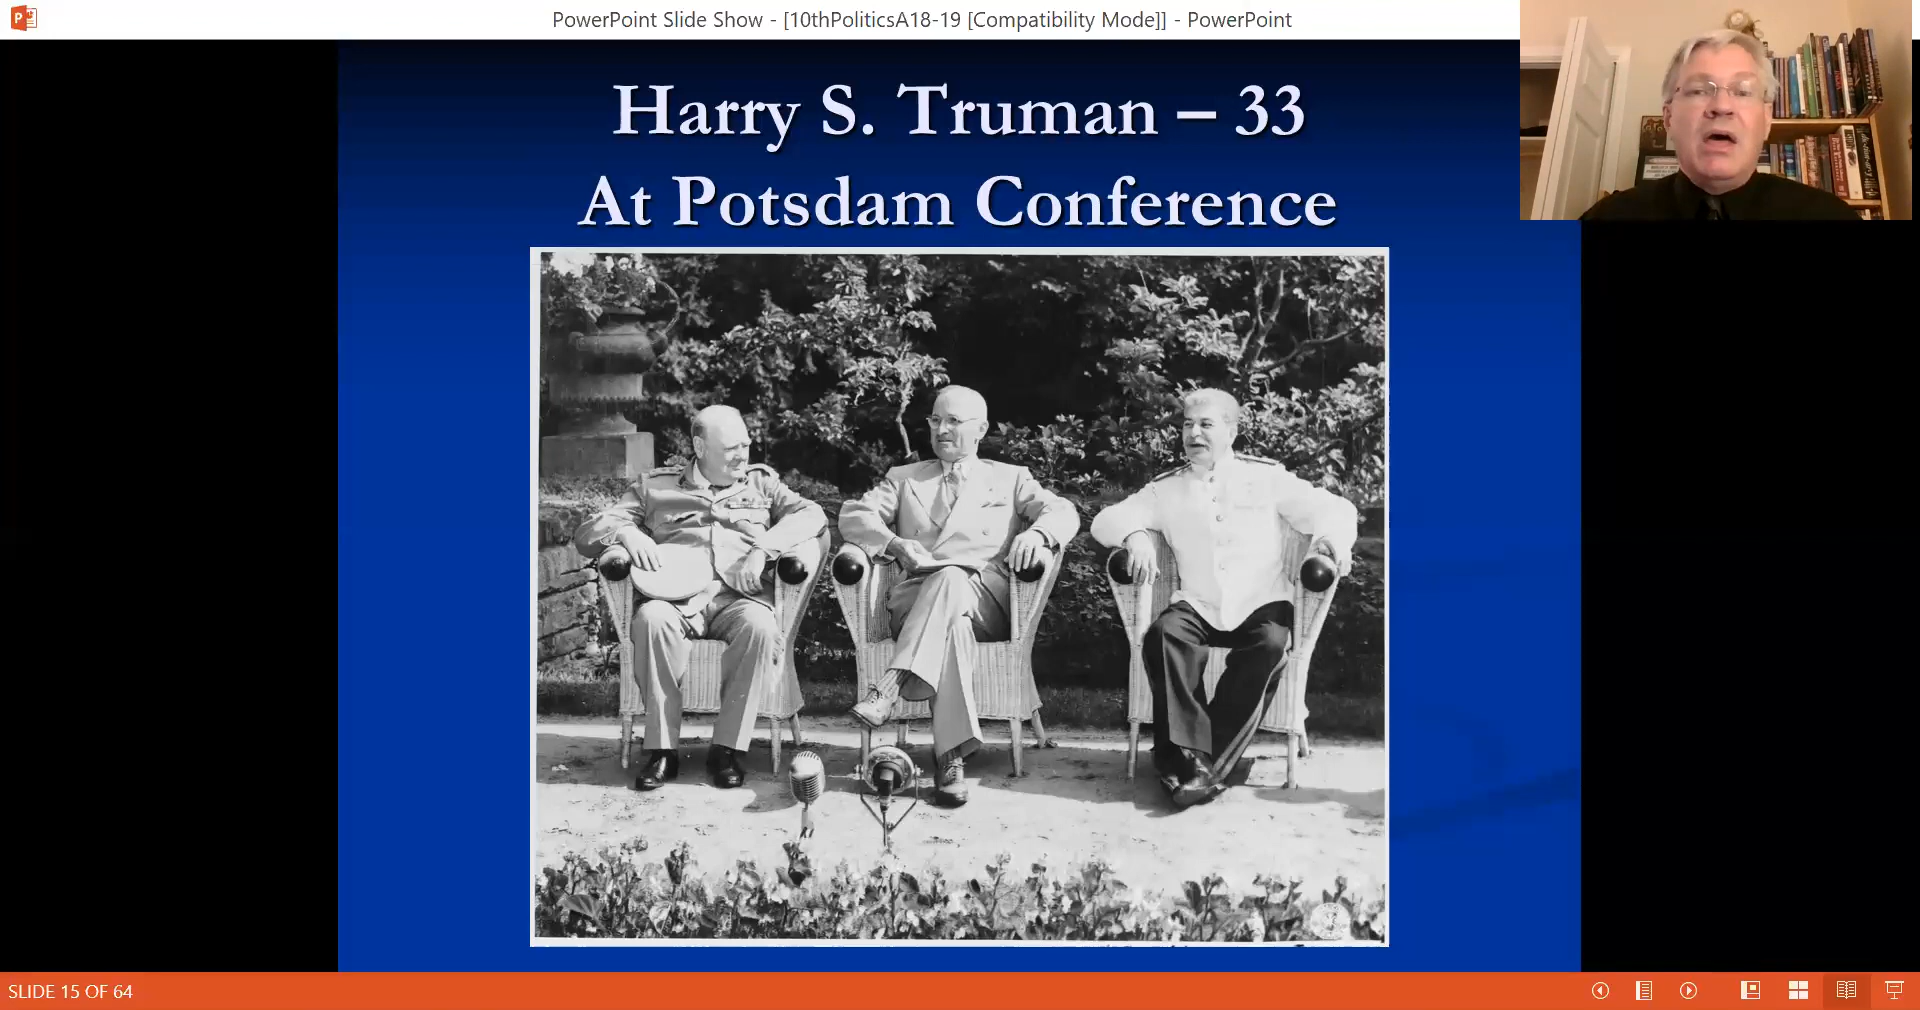 PowerPoint Slide Show - [10thPoliticsA18-19 [Compatibility Mode]] - PowerPoint
Harry S. Truman – 33
At Potsdam Conference
SLIDE 15 OF 64